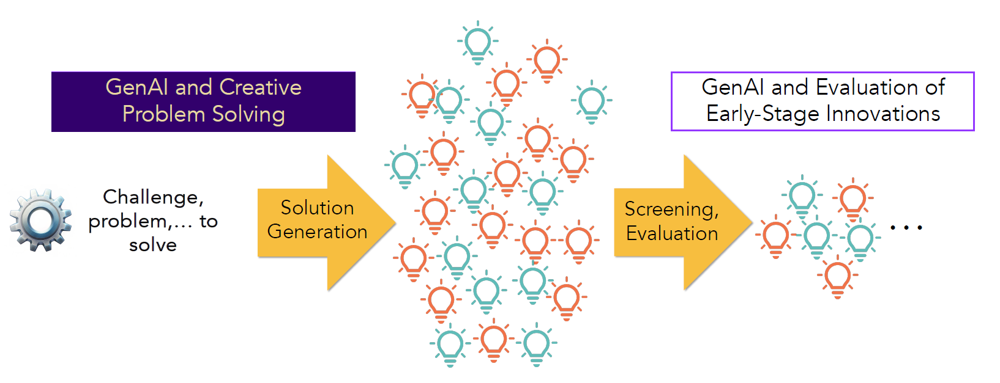 GenAI and Creative
Problem Solving
GenAI and Evaluation of
Early-Stage Innovations
Challenge,
problem,... to
solve
Solution
Generation
Screening,
Evaluation
...